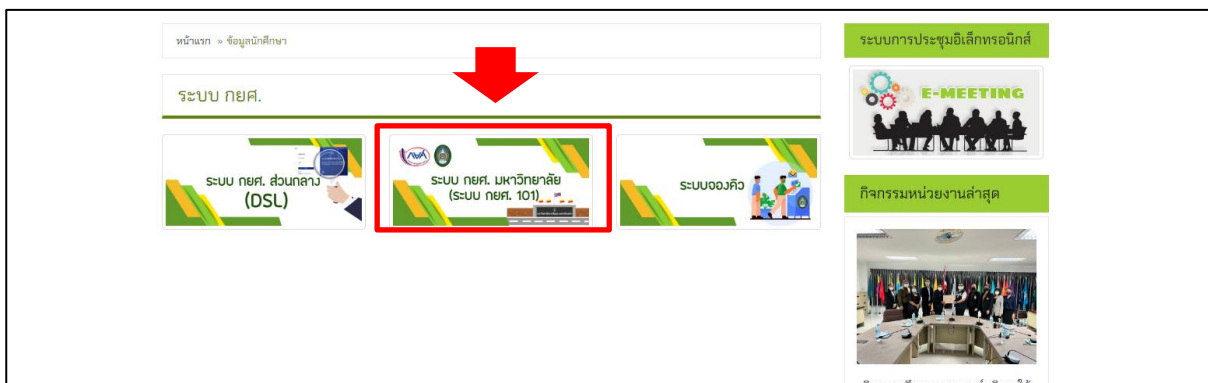 หน้าแรก » ข้อมูลนักศึกษา
ระบบ กยศ.
ระบบ กยศ. ส่วนกลาง
(DSL)
กยศ
ระบบ กยศ. มหาวิทยาลัย
(ระบบ กยศ. 101)
ระบบจองคิว
ระบบการประชุมอิเล็กทรอนิกส์
E-MEETING
กิจกรรมหน่วยงานล่าสุด